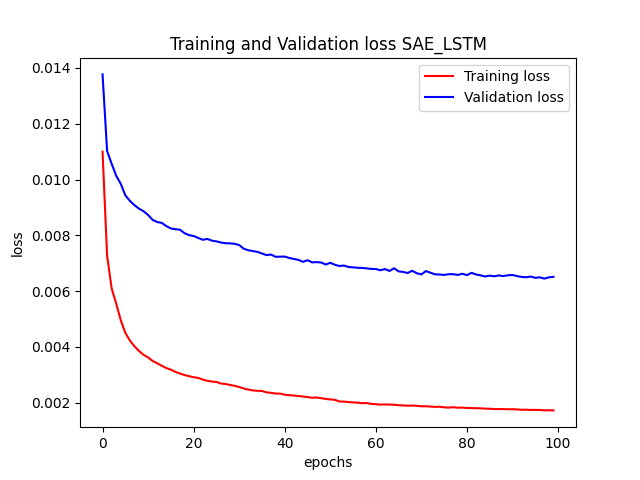 Training and Validation loss SAE_LSTM
Training loss
Validation loss
0.014
0.012
0.010
0.008
0.006
0.004
0.002
loss
0 20 40 60 80 100
epochs